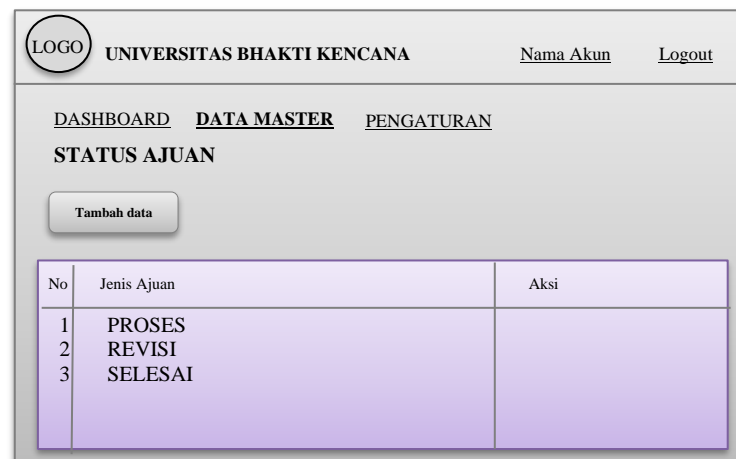 LOGO UNIVERSITAS BHAKTI KENCANA Nama Akun Logout
DASHBOARD DATA MASTER PENGATURAN
STATUS AJUAN
Tambah data
No Jenis Ajuan Aksi
1 PROSES
2 REVISI
3 SELESAI